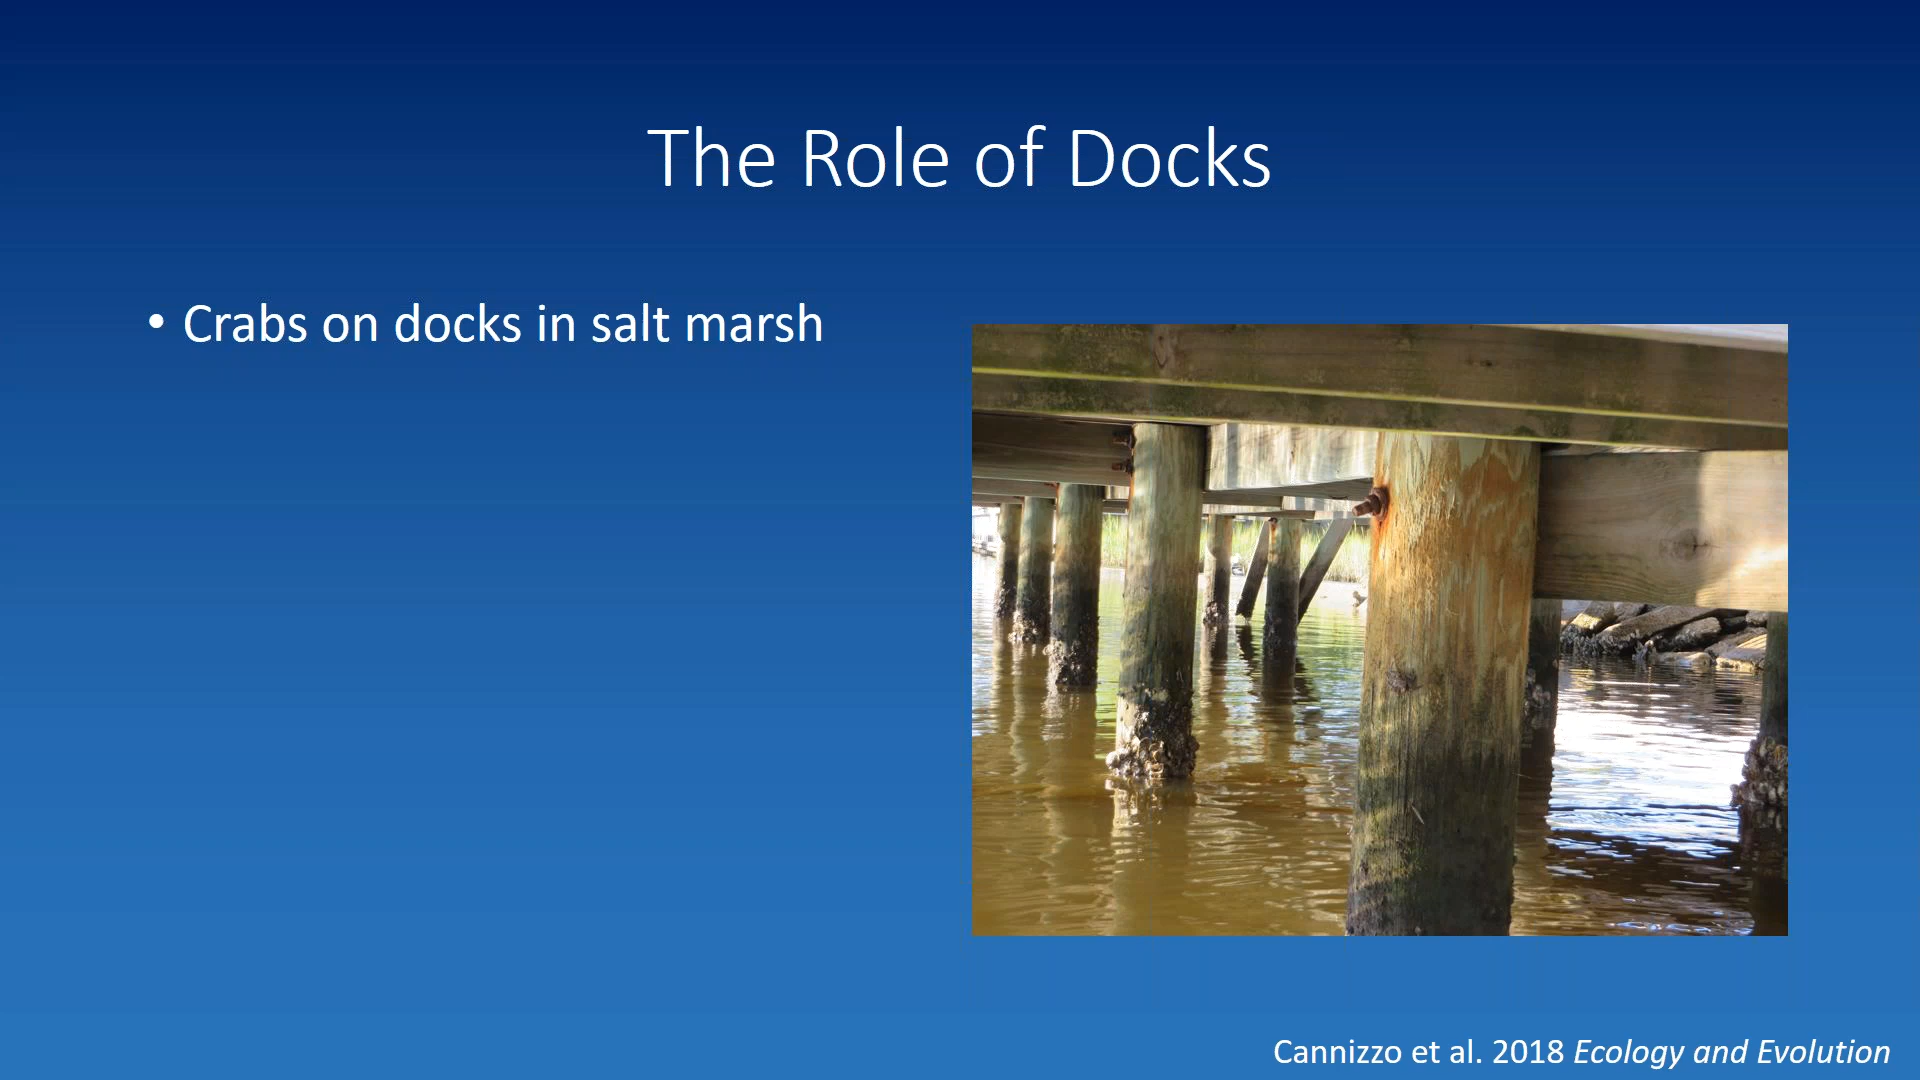 The Role of Docks
• Crabs on docks in salt marsh
Cannizzo et al. 2018 Ecology and Evolution